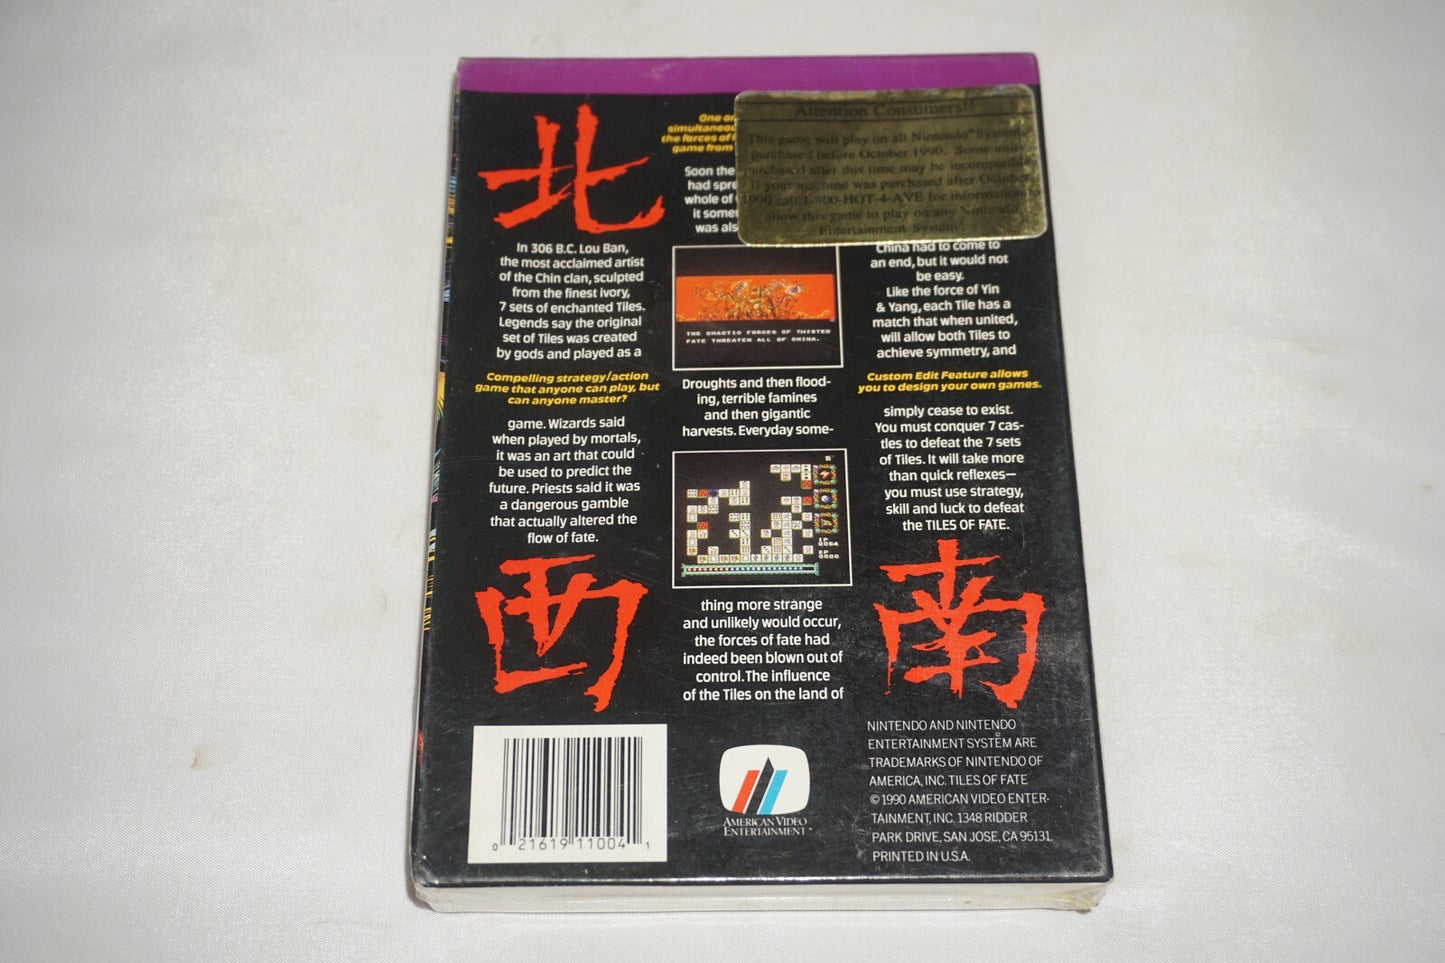 北
In 306 B.C. Lou Ban,
the most acclaimed artist
of the Chin clan, sculpted
from the finest ivory,
7 sets of enchanted Tiles.
Legends say the original
set of Tiles was created
by gods and played as a
Compelling strategy/action
game that anyone can play, but
can anyone master?
game. Wizards said
when played by mortals,
it was an art that could
be used to predict the
future. Priests said it was
a dangerous gamble
that actually altered the
flow of fate.
西
One or
simultaneou
the forces of
game from
Soon the
had spre
whole of
it somer
was als
THE CHAOTIC FORCES OF TWISTED
FATE THREATEN ALL OF CHINA.
Droughts and then flood-
ing, terrible famines
and then gigantic
harvests. Everyday some-
5
1P
0064
2P
0000
thing more strange
and unlikely would occur,
the forces of fate had
indeed been blown out of
control. The influence
of the Tiles on the land of
Attention Consumers!!
This game will play on all Nintendo® Systems
purchased before October 1990. Some units
purchased after this time may be incompatible.
If your machine was purchased after October
1990 call 1-800-HOT-4-AVE for information
allow this game to play on any Nintendo
Entertainment System®
China had to come to
an end, but it would not
be easy.
Like the force of Yin
& Yang, each Tile has a
match that when united,
will allow both Tiles to
achieve symmetry, and
Custom Edit Feature allows
you to design your own games.
simply cease to exist.
You must conquer 7 cas-
tles to defeat the 7 sets
of Tiles. It will take more
than quick reflexes—
you must use strategy,
skill and luck to defeat
the TILES OF FATE.
南
0 21619 11004 1
AMERICAN VIDEO
ENTERTAINMENT™
NINTENDO AND NINTENDO
ENTERTAINMENT SYSTEM ARE
TRADEMARKS OF NINTENDO OF
AMERICA, INC. TILES OF FATE
© 1990 AMERICAN VIDEO ENTER-
TAINMENT, INC. 1348 RIDDER
PARK DRIVE, SAN JOSE, CA 95131.
PRINTED IN U.S.A.